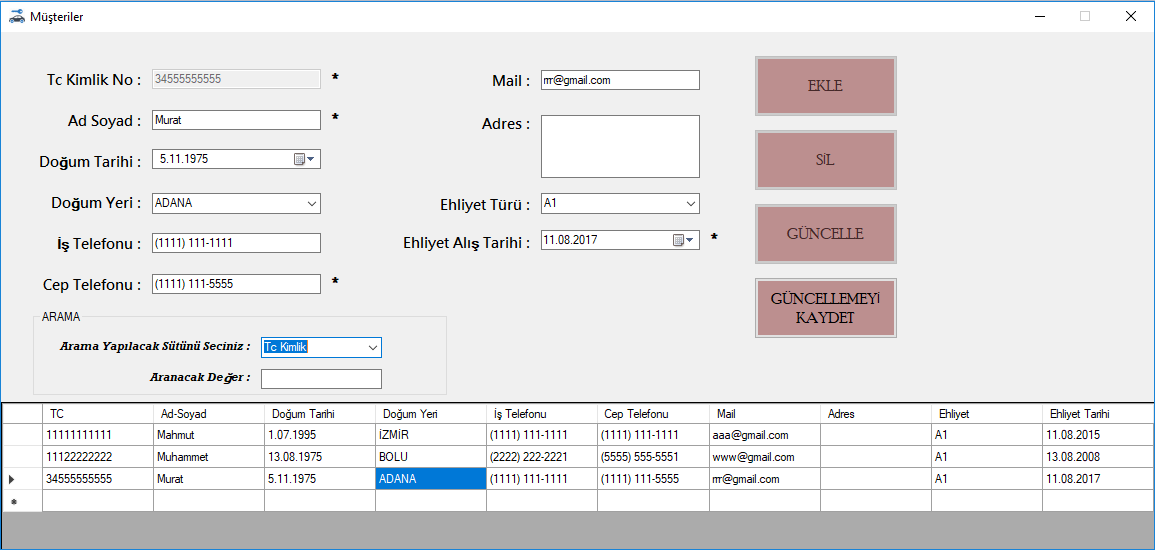 Müşteriler
Tc Kimlik No : 34555555555 *
Ad Soyad : Murat *
Doğum Tarihi : 5.11.1975
Doğum Yeri : ADANA
İş Telefonu : (1111) 111-1111
Cep Telefonu : (1111) 111-5555 *
Mail : rrr@gmail.com
Adres :
Ehliyet Türü : A1
Ehliyet Alış Tarihi : 11.08.2017 *
EKLE
SİL
GÜNCELLE
GÜNCELLEMEYİ
KAYDET
ARAMA
Arama Yapılacak Sütünü Seciniz : Tc Kimlik
Aranacak Değer :
TC Ad-Soyad Doğum Tarihi Doğum Yeri İş Telefonu Cep Telefonu Mail Adres Ehliyet Ehliyet Tarihi
11111111111 Mahmut 1.07.1995 İZMİR (1111) 111-1111 (1111) 111-1111 aaa@gmail.com A1 11.08.2015
11122222222 Muhammet 13.08.1975 BOLU (2222) 222-2221 (5555) 555-5551 www@gmail.com A1 13.08.2008
34555555555 Murat 5.11.1975 ADANA (1111) 111-1111 (1111) 111-5555 rrr@gmail.com A1 11.08.2017